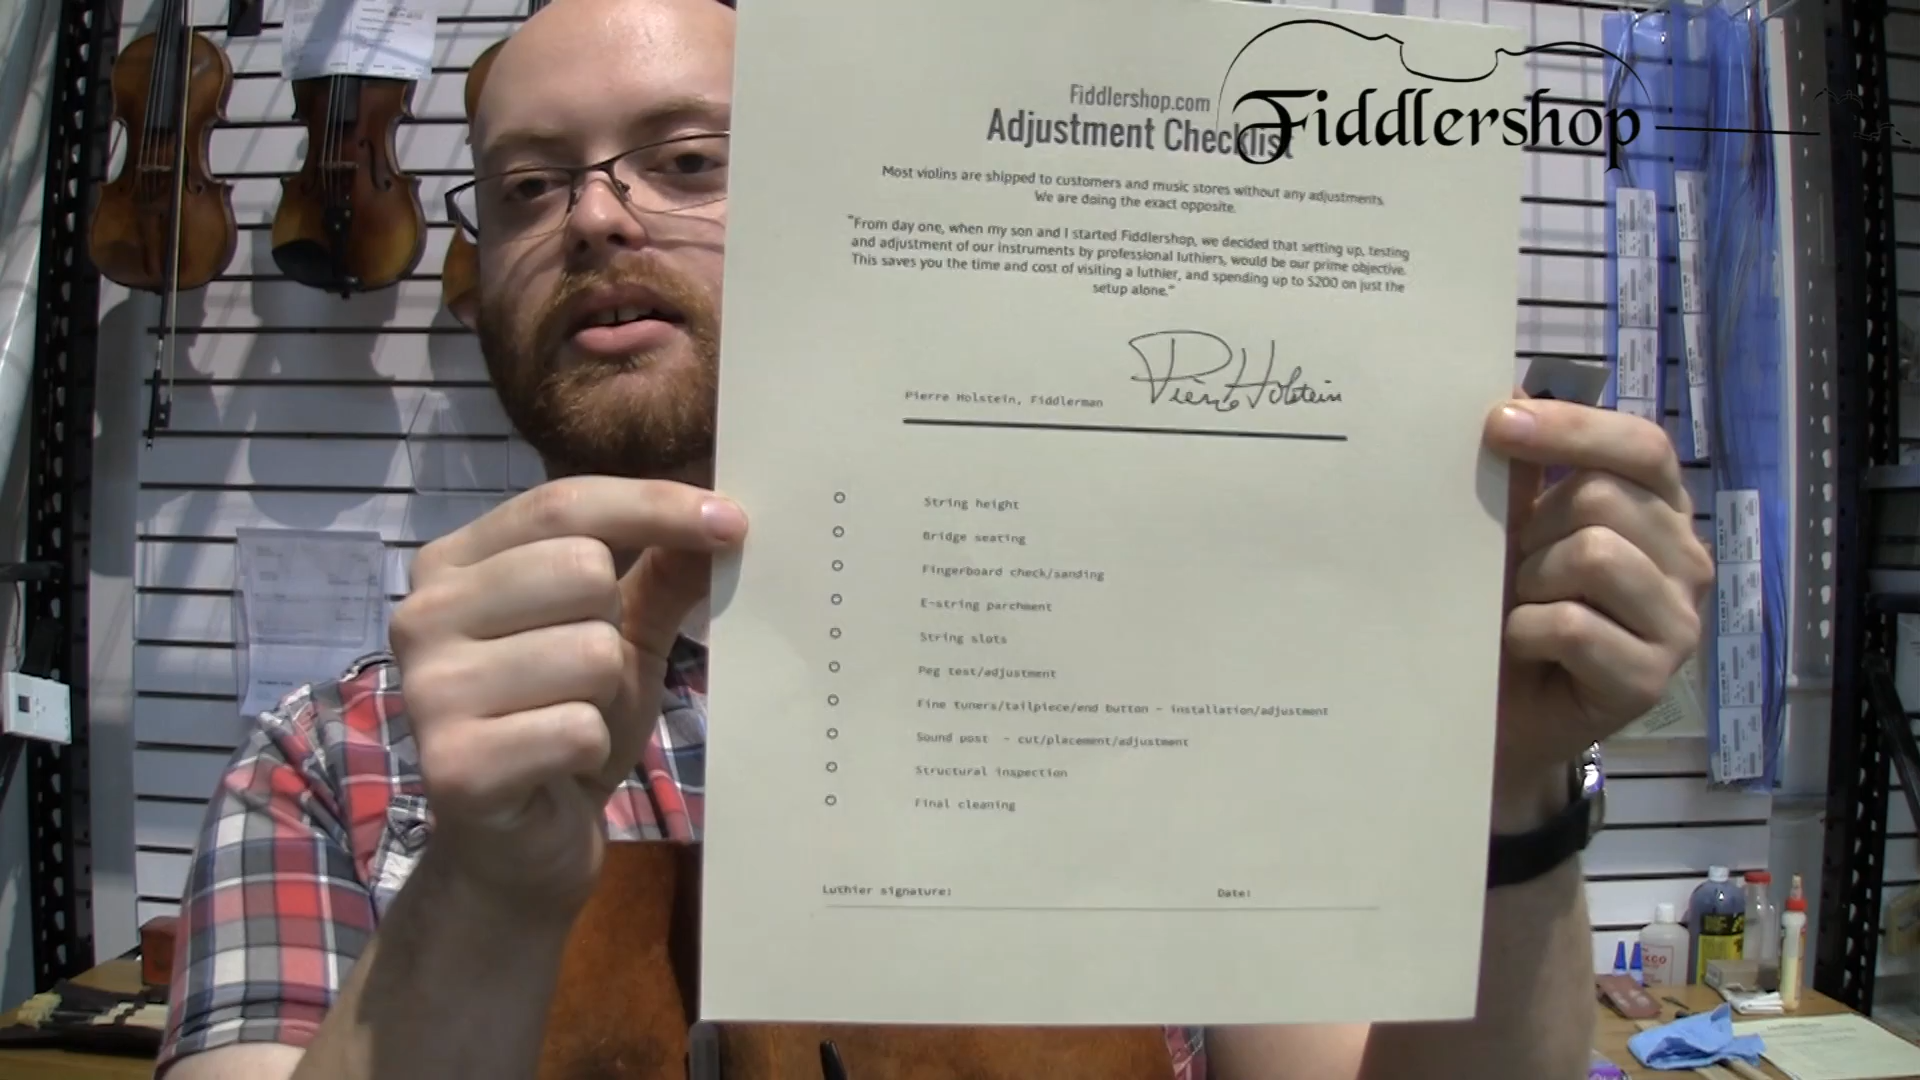 Fiddlershop
Fiddlershop.com
Adjustment Checklist
Most violins are shipped to customers and music stores without any adjustments.
We are doing the exact opposite.
"From day one, when my son and I started Fiddlershop, we decided that setting up, testing
and adjustment of our instruments by professional luthiers, would be our prime objective.
This saves you the time and cost of visiting a luthier, and spending up to $200 on just the
setup alone."
Pierre Holstein, Fiddlerman
Pierre Holstein
String height
Bridge seating
Fingerboard check/sanding
E-string parchment
String slots
Peg test/adjustment
Fine tuners/tailpiece/end button - installation/adjustment
Sound post - cut/placement/adjustment
Structural inspection
Final cleaning
Luthier signature: Date: